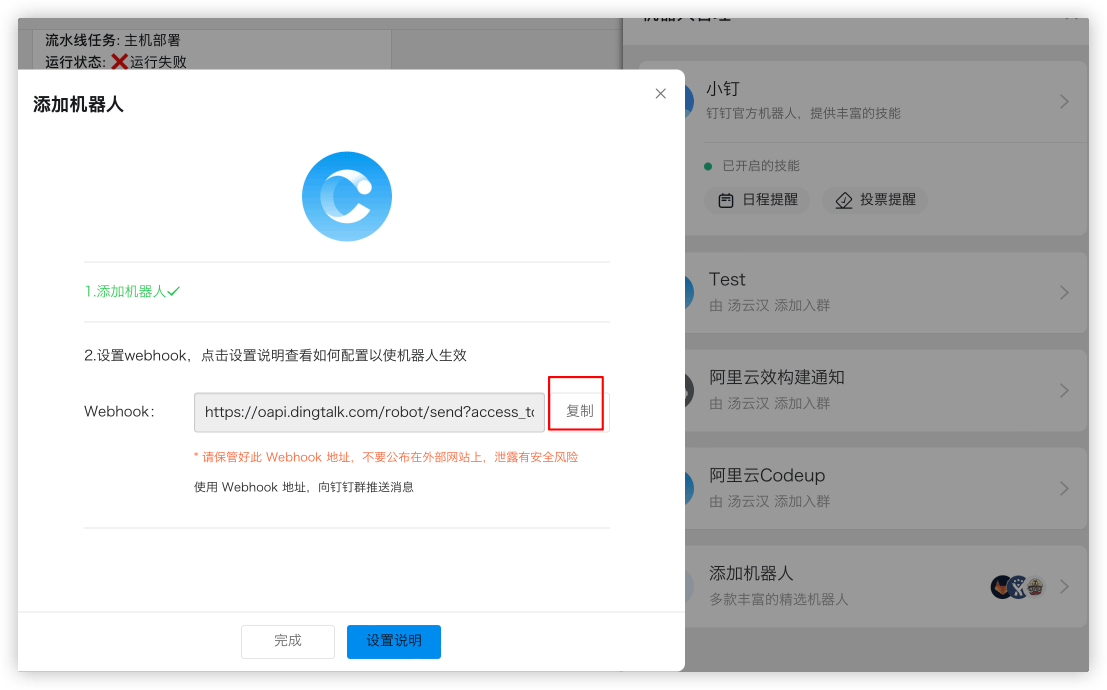 流水线任务: 主机部署
运行状态: ❌运行失败
添加机器人
1.添加机器人✓
2.设置webhook，点击设置说明查看如何配置以使机器人生效
Webhook: https://oapi.dingtalk.com/robot/send?access_to 复制
* 请保管好此 Webhook 地址，不要公布在外部网站上，泄露有安全风险
使用 Webhook 地址，向钉钉群推送消息
完成 设置说明
小钉
钉钉官方机器人，提供丰富的技能
已开启的技能
日程提醒 投票提醒
Test
由 汤云汉 添加入群
阿里云效构建通知
由 汤云汉 添加入群
阿里云Codeup
由 汤云汉 添加入群
添加机器人
多款丰富的精选机器人